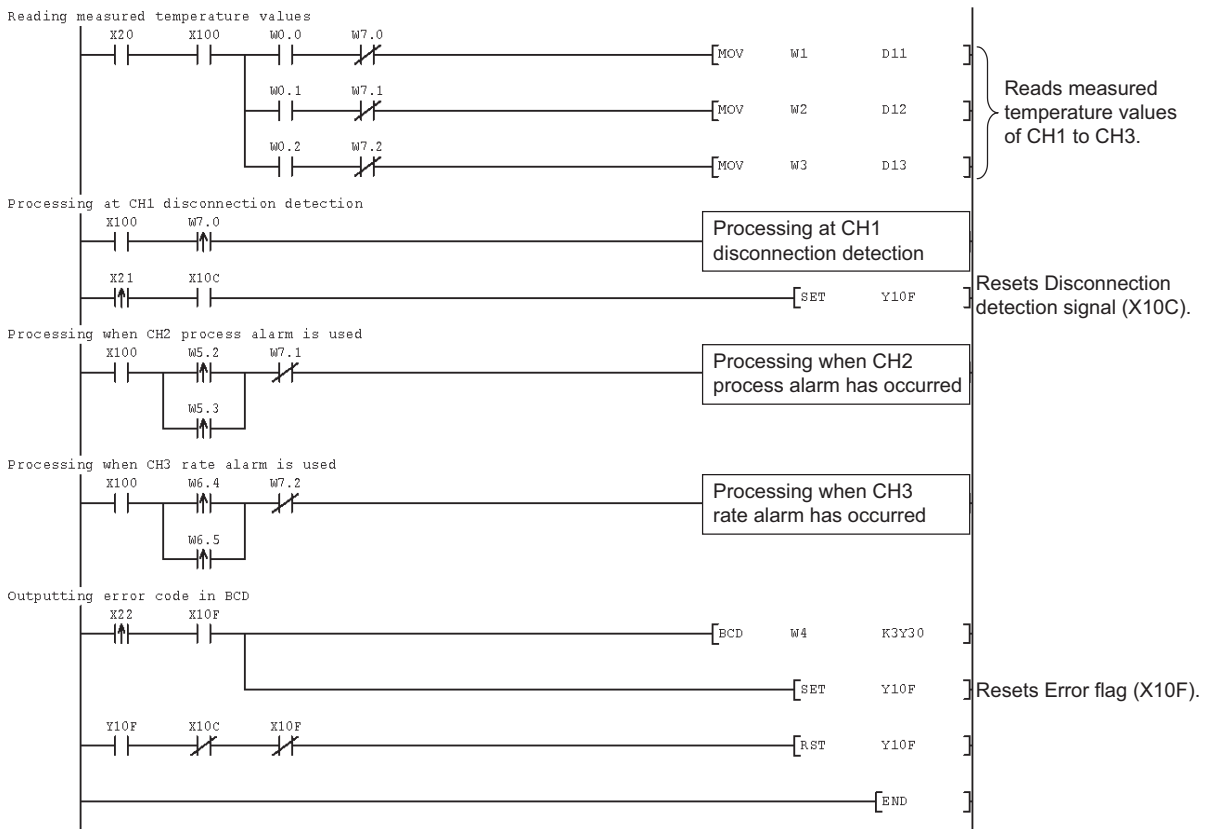 Reading measured temperature values
X20 X100 W0.0 W7.0
MOV W1 D11
W0.1 W7.1
MOV W2 D12
W0.2 W7.2
MOV W3 D13
Reads measured
temperature values
of CH1 to CH3.
Processing at CH1 disconnection detection
X100 W7.0
Processing at CH1
disconnection detection
X21 X10C
SET Y10F
Resets Disconnection
detection signal (X10C).
Processing when CH2 process alarm is used
X100 W5.2 W7.1
Processing when CH2
process alarm has occurred
W5.3
Processing when CH3 rate alarm is used
X100 W6.4 W7.2
Processing when CH3
rate alarm has occurred
W6.5
Outputting error code in BCD
X22 X10F
BCD W4 K3Y30
SET Y10F
Resets Error flag (X10F).
Y10F X10C X10F
RST Y10F
END